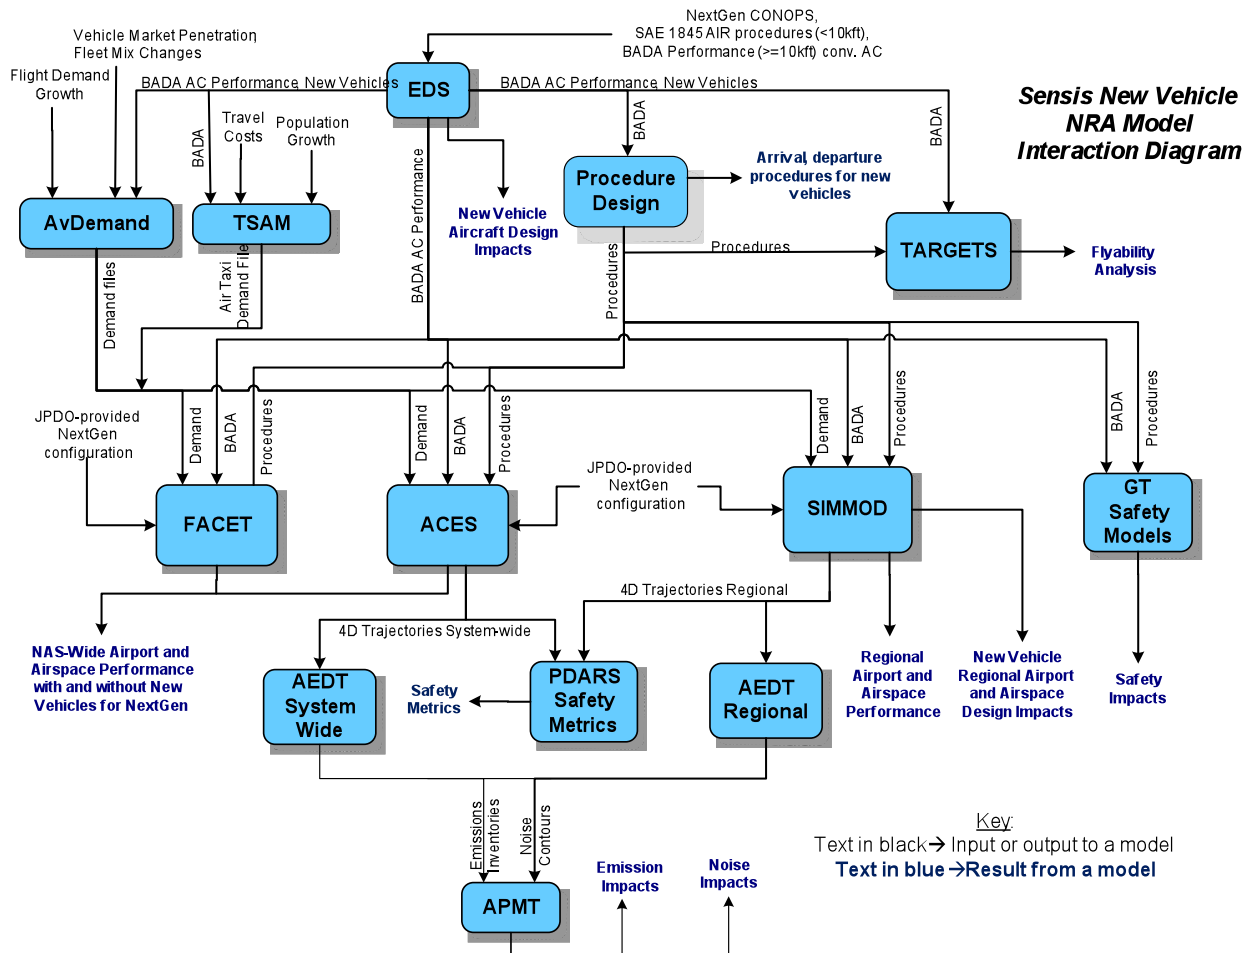 NextGen CONOPS,
SAE 1845 AIR procedures (<10kft),
BADA Performance (>=10kft) conv. AC
Vehicle Market Penetration,
Fleet Mix Changes
Flight Demand
Growth
BADA AC Performance, New Vehicles
EDS
BADA AC Performance, New Vehicles
Sensis New Vehicle
NRA Model
Interaction Diagram
Travel
Costs
Population
Growth
BADA
BADA AC Performance
BADA
BADA
Procedure
Design
Arrival, departure
procedures for new
vehicles
AvDemand
TSAM
New Vehicle
Aircraft Design
Impacts
TARGETS
Procedures
Flyability
Analysis
Demand files
Air Taxi
Demand File
Procedures
JPDO-provided
NextGen
configuration
Demand
BADA
Procedures
Demand
BADA
Procedures
Demand
BADA
Procedures
BADA
Procedures
JPDO-provided
NextGen
configuration
FACET
ACES
SIMMOD
GT
Safety
Models
4D Trajectories Regional
4D Trajectories System-wide
NAS-Wide Airport and
Airspace Performance
with and without New
Vehicles for NextGen
AEDT
System
Wide
Safety
Metrics
PDARS
Safety
Metrics
AEDT
Regional
Regional
Airport and
Airspace
Performance
New Vehicle
Regional Airport
and Airspace
Design Impacts
Safety
Impacts
Emissions
Inventories
Noise
Contours
Key:
Text in black→ Input or output to a model
Text in blue →Result from a model
Emission
Impacts
Noise
Impacts
APMT